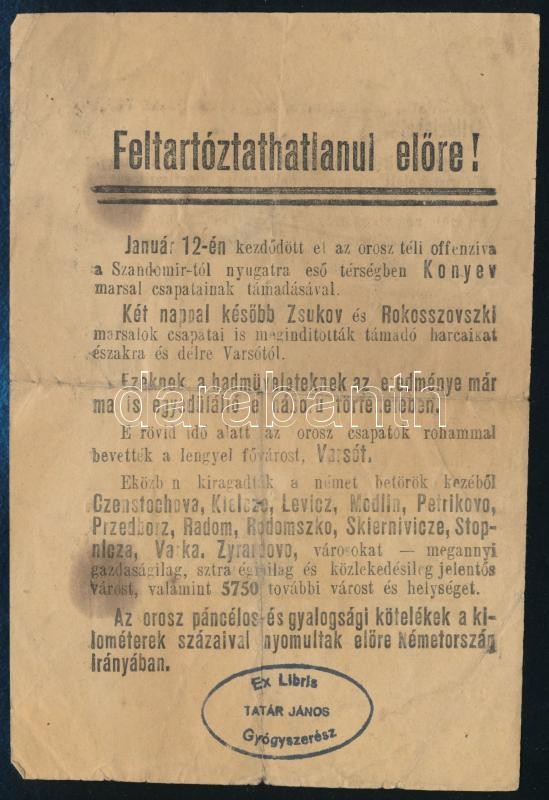 Feltartóztathatlanul előre!
Január 12-én kezdődött el az orosz téli offenziva
a Szandomir-tól nyugatra eső térségben Konyev
marsal csapatainak támadásával.
Két nappal később Zsukov és Rokosszovszki
marsalok csapatai is meginditották támadó harcaikat
északra és délre Varsótól.
Ezeknek a hadmüveleteknek az eredménye már
ma is egyedülálló e háború történetében.
E rövid idő alatt az orosz csapatok rohammal
bevették a lengyel fővárost, Varsót.
Eközben kiragadták a német betörök kezéből
Czenstochova, Kielcze, Levicz, Modlin, Petrikovo,
Przedborz, Radom, Rodomszko, Skiernivicze, Stop-
nicza, Varka, Zyrardovo, városokat — megannyi
gazdaságilag, sztratégiailag és közlekedésileg jelentős
várost, valamint 5750 további várost és helységet.
Az orosz páncélos- és gyalogsági kötelékek a ki-
lométerek százaival nyomultak előre Németország
irányában.
Ex Libris
TATÁR JÁNOS
Gyógyszerész
darabanth